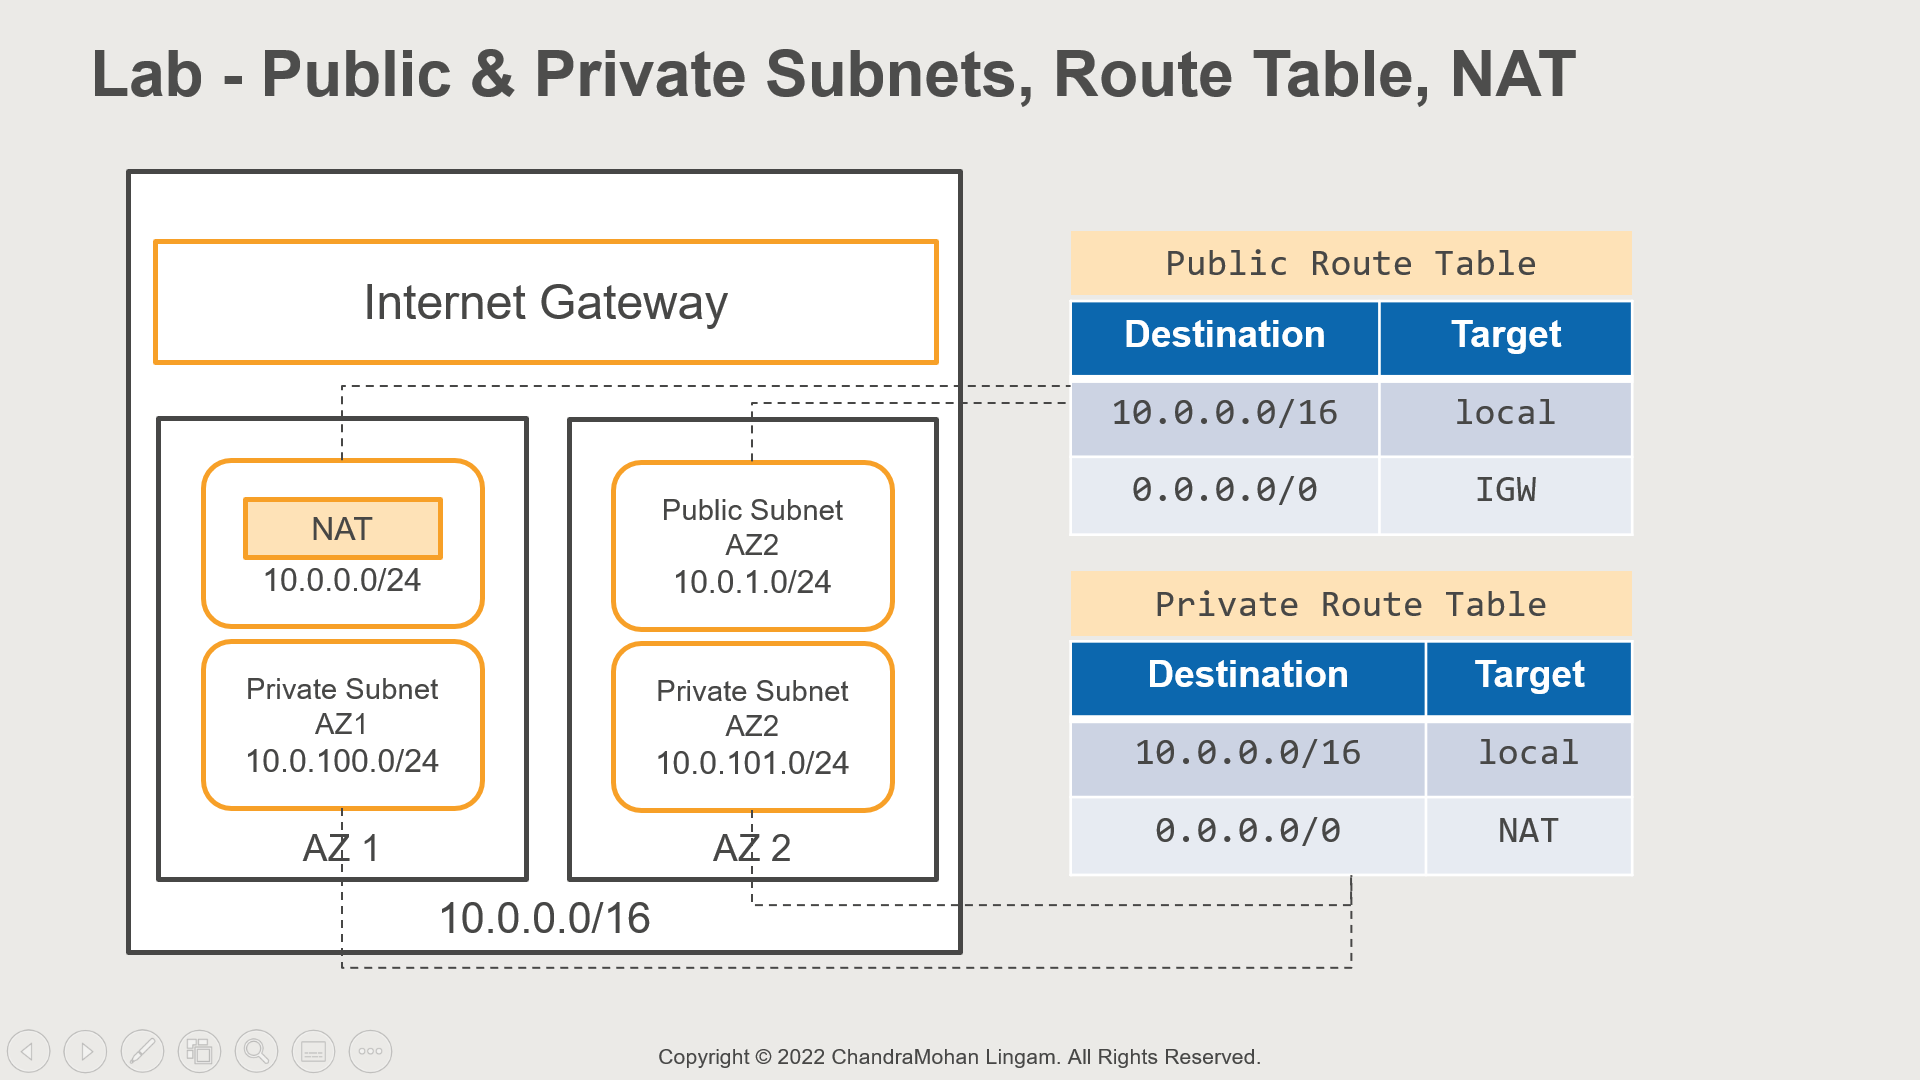 Lab - Public & Private Subnets, Route Table, NAT
Internet Gateway
NAT
10.0.0.0/24
Private Subnet
AZ1
10.0.100.0/24
AZ 1
Public Subnet
AZ2
10.0.1.0/24
Private Subnet
AZ2
10.0.101.0/24
AZ 2
10.0.0.0/16
Public Route Table
Destination Target
10.0.0.0/16 local
0.0.0.0/0 IGW
Private Route Table
Destination Target
10.0.0.0/16 local
0.0.0.0/0 NAT
Copyright © 2022 ChandraMohan Lingam. All Rights Reserved.